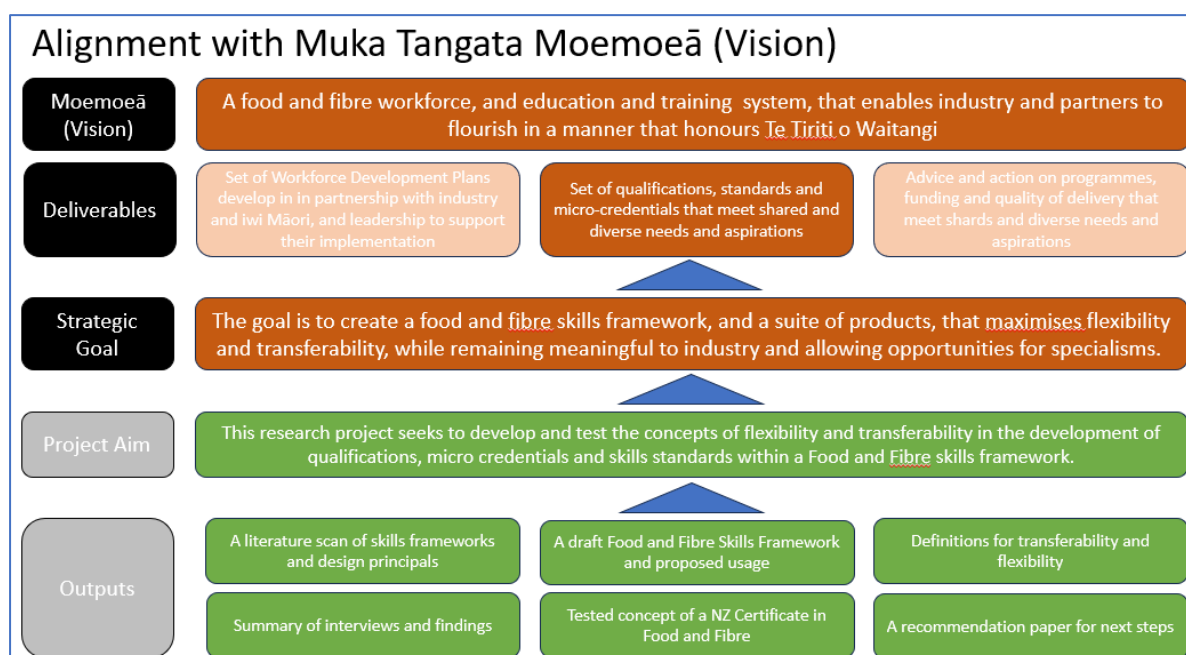 Alignment with Muka Tangata Moemoeā (Vision)
Moemoeā
(Vision)
A food and fibre workforce, and education and training system, that enables industry and partners to
flourish in a manner that honours Te Tiriti o Waitangi
Deliverables
Set of Workforce Development Plans
develop in in partnership with industry
and iwi Māori, and leadership to support
their implementation
Set of qualifications, standards and
micro-credentials that meet shared and
diverse needs and aspirations
Advice and action on programmes,
funding and quality of delivery that
meet shards and diverse needs and
aspirations
Strategic
Goal
The goal is to create a food and fibre skills framework, and a suite of products, that maximises flexibility
and transferability, while remaining meaningful to industry and allowing opportunities for specialisms.
Project Aim
This research project seeks to develop and test the concepts of flexibility and transferability in the development of
qualifications, micro credentials and skills standards within a Food and Fibre skills framework.
Outputs
A literature scan of skills frameworks
and design principals
A draft Food and Fibre Skills Framework
and proposed usage
Definitions for transferability and
flexibility
Summary of interviews and findings
Tested concept of a NZ Certificate in
Food and Fibre
A recommendation paper for next steps